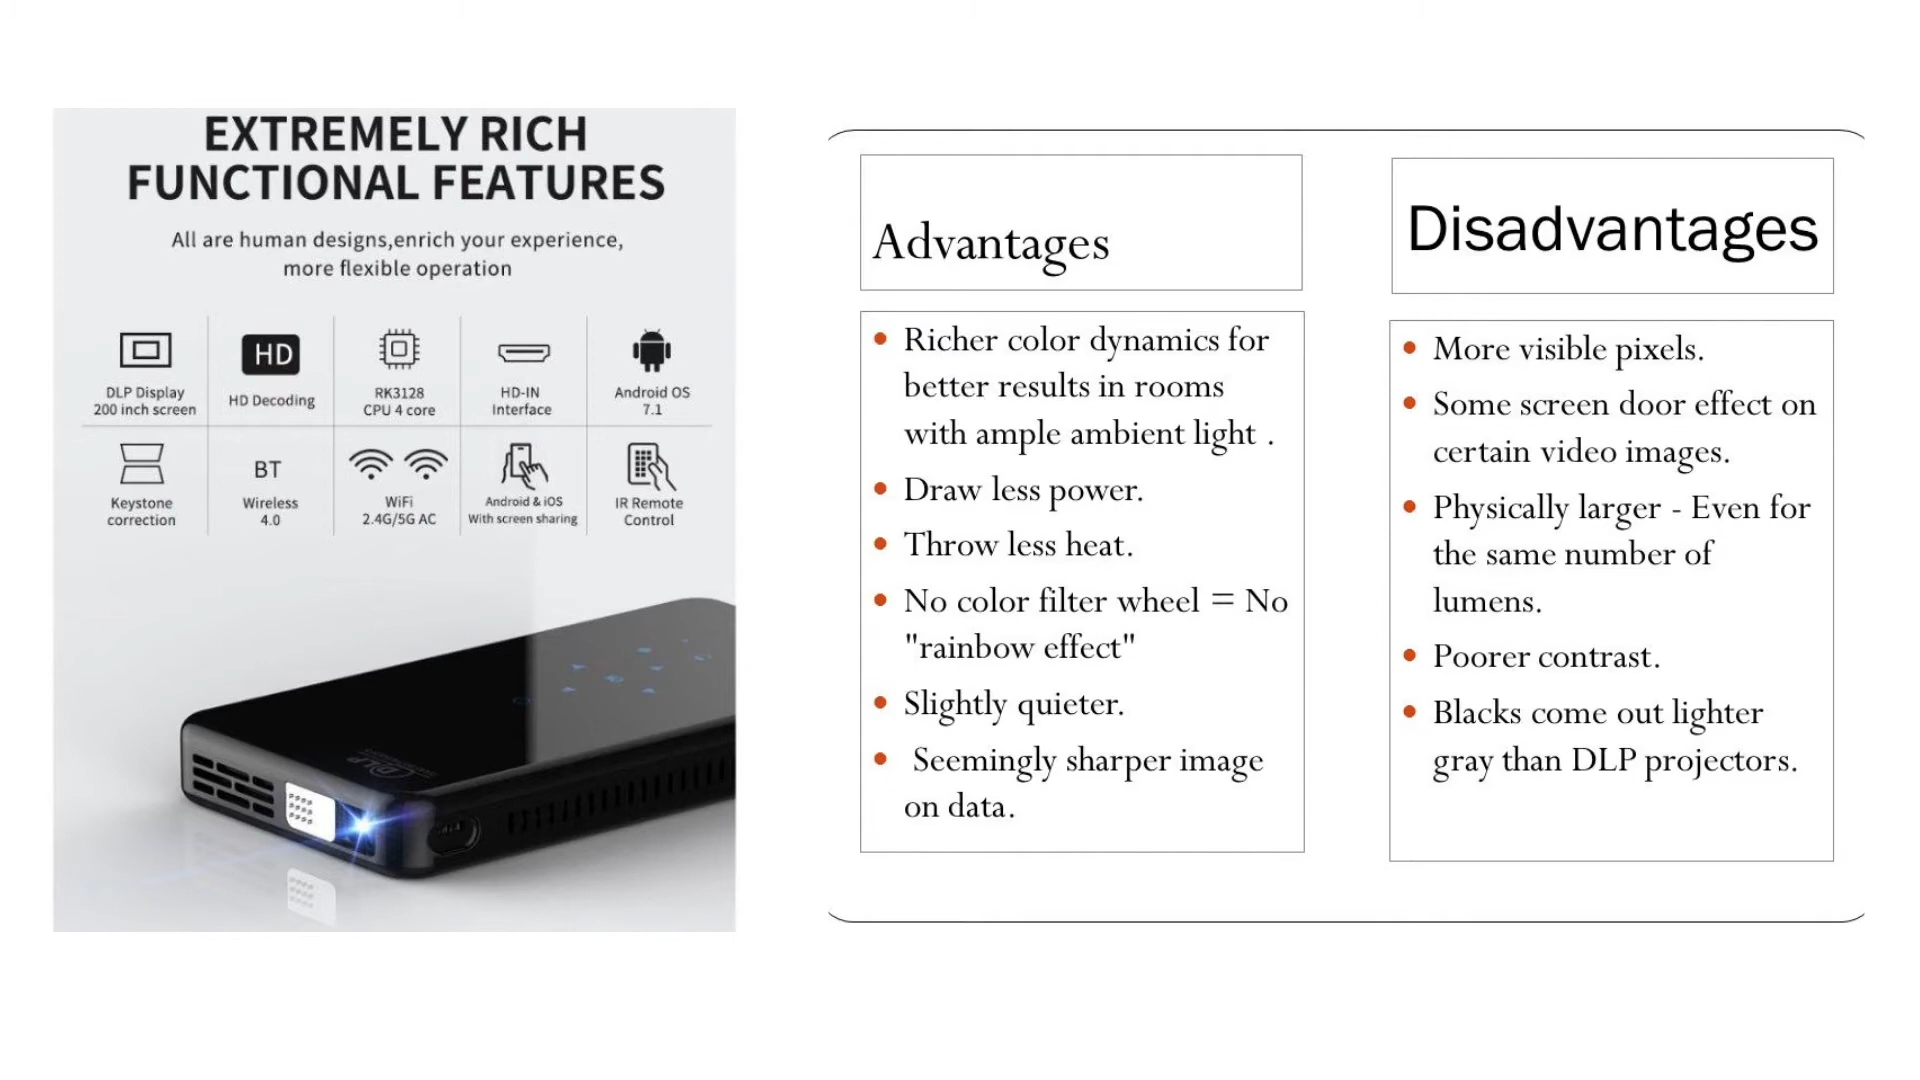 EXTREMELY RICH
FUNCTIONAL FEATURES
All are human designs,enrich your experience,
more flexible operation
DLP Display
200 inch screen
HD
HD Decoding
RK3128
CPU 4 core
HD-IN
Interface
Android OS
7.1
Keystone
correction
BT
Wireless
4.0
WiFi
2.4G/5G AC
Android & iOS
With screen sharing
IR Remote
Control
DLP
Advantages
• Richer color dynamics for
better results in rooms
with ample ambient light .
• Draw less power.
• Throw less heat.
• No color filter wheel = No
"rainbow effect"
• Slightly quieter.
• Seemingly sharper image
on data.
Disadvantages
• More visible pixels.
• Some screen door effect on
certain video images.
• Physically larger - Even for
the same number of
lumens.
• Poorer contrast.
• Blacks come out lighter
gray than DLP projectors.